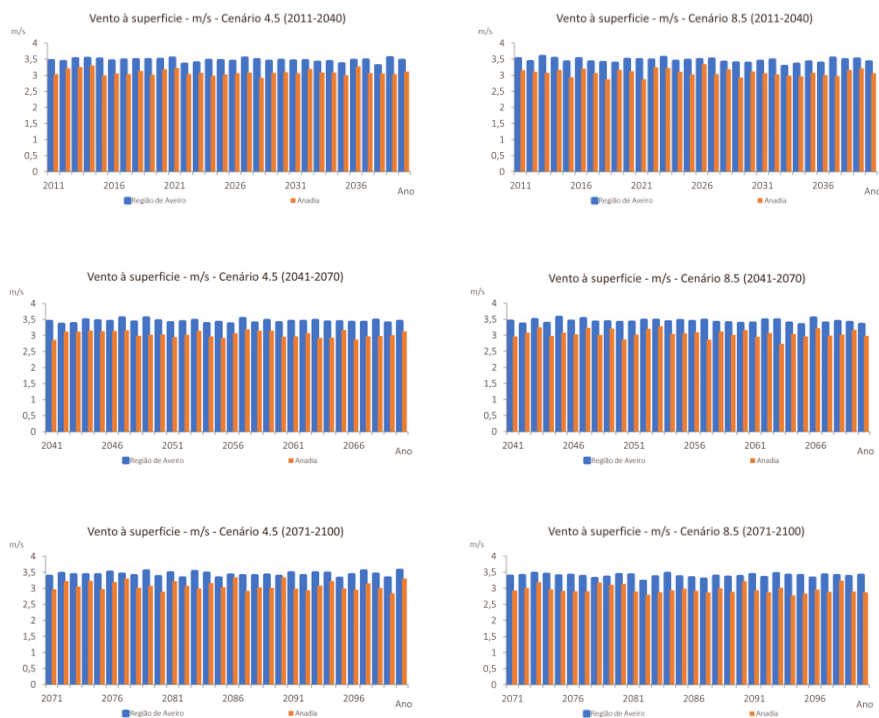 Vento à superficie - m/s - Cenário 4.5 (2011-2040)
m/s
4
3,5
3
2,5
2
1,5
1
0,5
0
2011 2016 2021 2026 2031 2036
Ano
Região de Aveiro Anadia
Vento à superficie - m/s - Cenário 8.5 (2011-2040)
m/s
4
3,5
3
2,5
2
1,5
1
0,5
0
2011 2016 2021 2026 2031 2036
Ano
Região de Aveiro Anadia
Vento à superficie - m/s - Cenário 4.5 (2041-2070)
m/s
4
3,5
3
2,5
2
1,5
1
0,5
0
2041 2046 2051 2056 2061 2066
Ano
Região de Aveiro Anadia
Vento à superficie - m/s - Cenário 8.5 (2041-2070)
m/s
4
3,5
3
2,5
2
1,5
1
0,5
0
2041 2046 2051 2056 2061 2066
Ano
Região de Aveiro Anadia
Vento à superficie - m/s - Cenário 4.5 (2071-2100)
m/s
4
3,5
3
2,5
2
1,5
1
0,5
0
2071 2076 2081 2086 2091 2096
Ano
Região de Aveiro Anadia
Vento à superficie - m/s - Cenário 8.5 (2071-2100)
m/s
4
3,5
3
2,5
2
1,5
1
0,5
0
2071 2076 2081 2086 2091 2096
Ano
Região de Aveiro Anadia